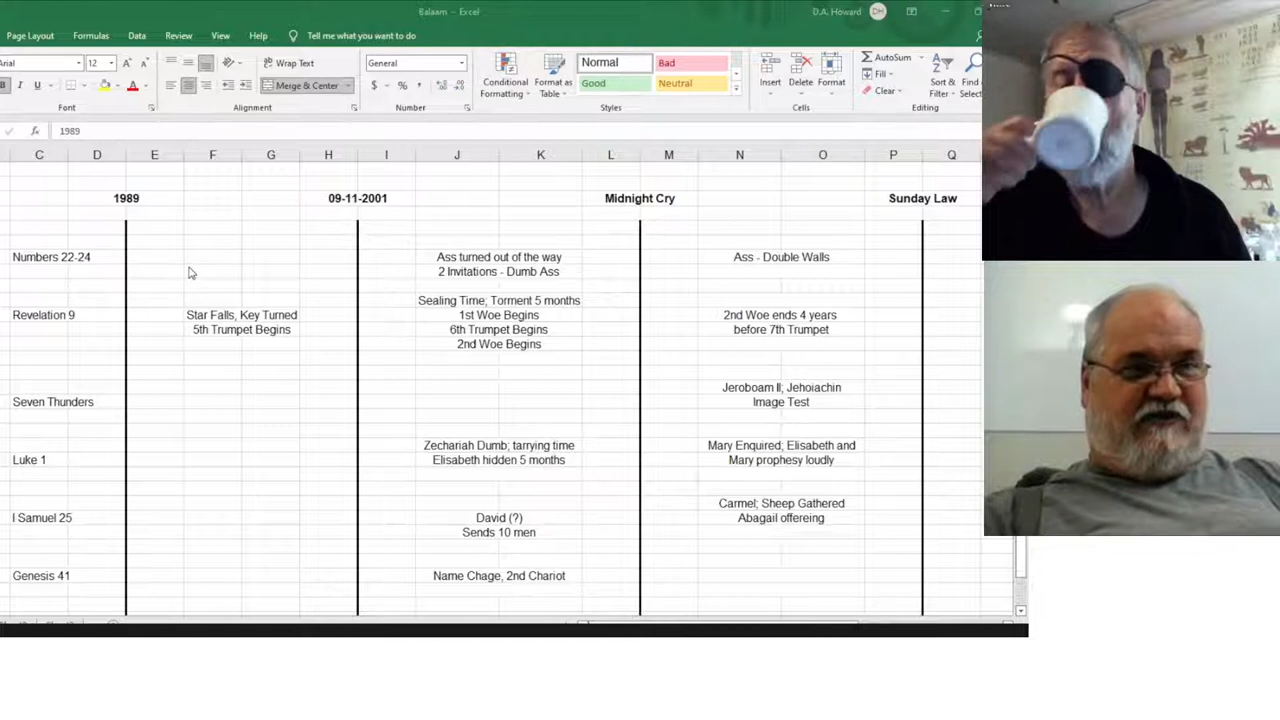 Balaam – Excel
D.A. Howard
DH
Page Layout
Formulas
Data
Review
View
Help
Tell me what you want to do
Arial
12
Wrap Text
General
Normal
Bad
AutoSum
Fill
Clear
I
U
Merge & Center
$
%
Conditional
Formatting
Format as
Table
Good
Neutral
Insert
Delete
Format
Sort &
Filter
Find
Selec
Font
Alignment
Number
Styles
Cells
Editing
fx
1989
C D E F G H I J K L M N O P Q
1989
09-11-2001
Midnight Cry
Sunday Law
Numbers 22-24
Ass turned out of the way
2 Invitations - Dumb Ass
Ass - Double Walls
Revelation 9
Star Falls, Key Turned
5th Trumpet Begins
Sealing Time; Torment 5 months
1st Woe Begins
6th Trumpet Begins
2nd Woe Begins
2nd Woe ends 4 years
before 7th Trumpet
Seven Thunders
Jeroboam II; Jehoiachin
Image Test
Luke 1
Zechariah Dumb; tarrying time
Elisabeth hidden 5 months
Mary Enquired; Elisabeth and
Mary prophesy loudly
I Samuel 25
David (?)
Sends 10 men
Carmel; Sheep Gathered
Abagail offereing
Genesis 41
Name Chage, 2nd Chariot